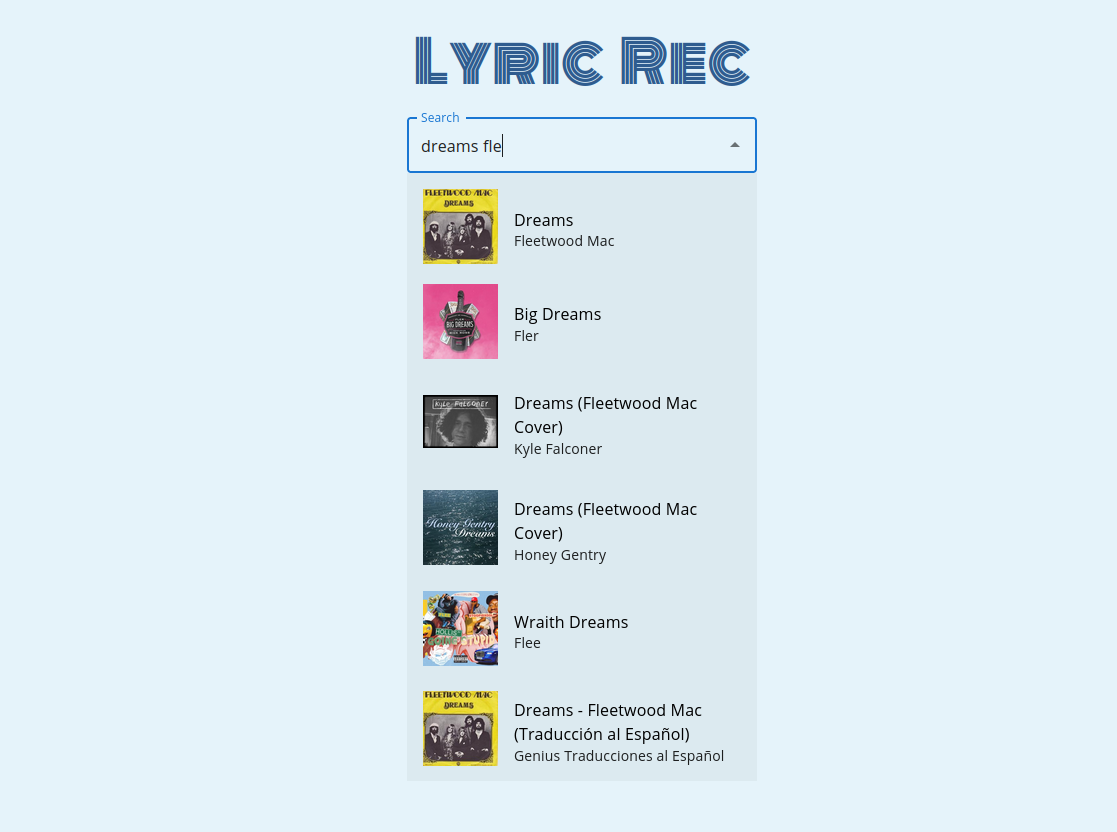 Lyric Rec
Search
dreams fle
FLEETWOOD MAC
DREAMS
Dreams
Fleetwood Mac
BIG DREAMS
Big Dreams
Fler
KYLE FALCONER
Dreams (Fleetwood Mac
Cover)
Kyle Falconer
Honey Gentry
Dreams
Dreams (Fleetwood Mac
Cover)
Honey Gentry
Wraith Dreams
Flee
FLEETWOOD MAC
DREAMS
Dreams - Fleetwood Mac
(Traducción al Español)
Genius Traducciones al Español